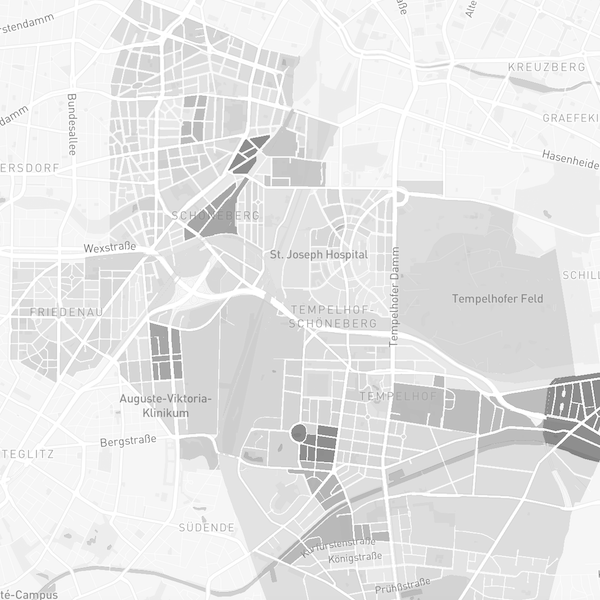 rstendamm
KREUZBERG
damm
Bundesallee
GRAEFEKI
Hasenheide
ERSDORF
SCHÖNEBERG
Wexstraße
St. Joseph Hospital
SCHILL
Tempelhofer Damm
Tempelhofer Feld
FRIEDENAU
TEMPELHOF-
SCHÖNEBERG
TEMPELHOF
Auguste-Viktoria-
Klinikum
Bergstraße
TEGLITZ
SÜDENDE
Kurfürstenstraße
Königstraße
Prühßstraße
té-Campus